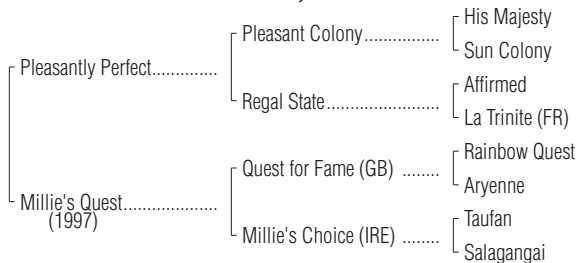 His Majesty
Pleasant Colony................
Sun Colony
Pleasantly Perfect.............
Affirmed
Regal State........................
La Trinite (FR)
Rainbow Quest
Quest for Fame (GB) ........
Aryenne
Millie's Quest...................
(1997)
Taufan
Millie's Choice (IRE) ........
Salagangai